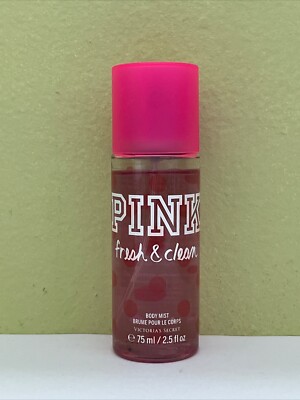 PINK
fresh & clean
BODY MIST
BRUME POUR LE CORPS
VICTORIA'S SECRET
℮ 75 ml / 2.5 fl oz